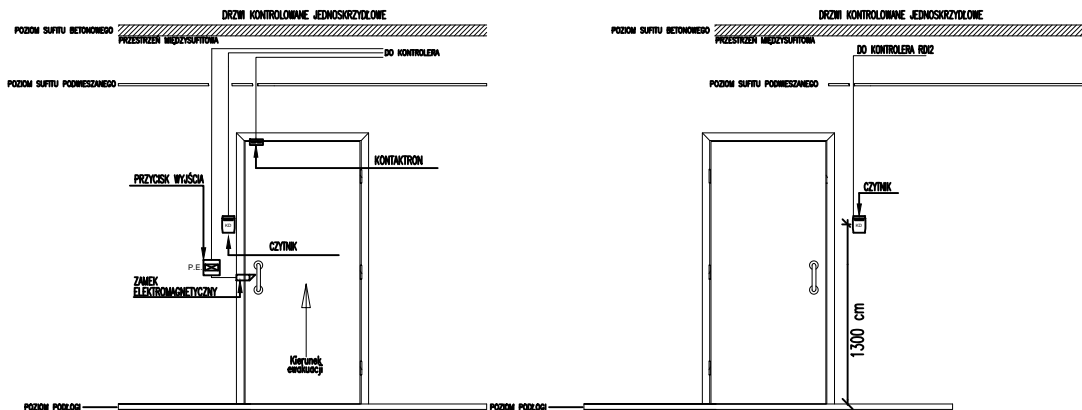 DRZWI KONTROLOWANE JEDNOSKRZYDŁOWE
POZIOM SUFITU BETONOWEGO
PRZESTRZEŃ MIĘDZYSUFITOWA
DO KONTROLERA
POZIOM SUFITU PODWIESZANEGO
KONTAKTRON
PRZYCISK WYJŚCIA
KD
CZYTNIK
P.E.
ZAMEK
ELEKTROMAGNETYCZNY
Kierunek
ewakuacji
POZIOM PODŁOGI
DRZWI KONTROLOWANE JEDNOSKRZYDŁOWE
POZIOM SUFITU BETONOWEGO
PRZESTRZEŃ MIĘDZYSUFITOWA
DO KONTROLERA RDI2
POZIOM SUFITU PODWIESZANEGO
CZYTNIK
KD
1300 cm
POZIOM PODŁOGI